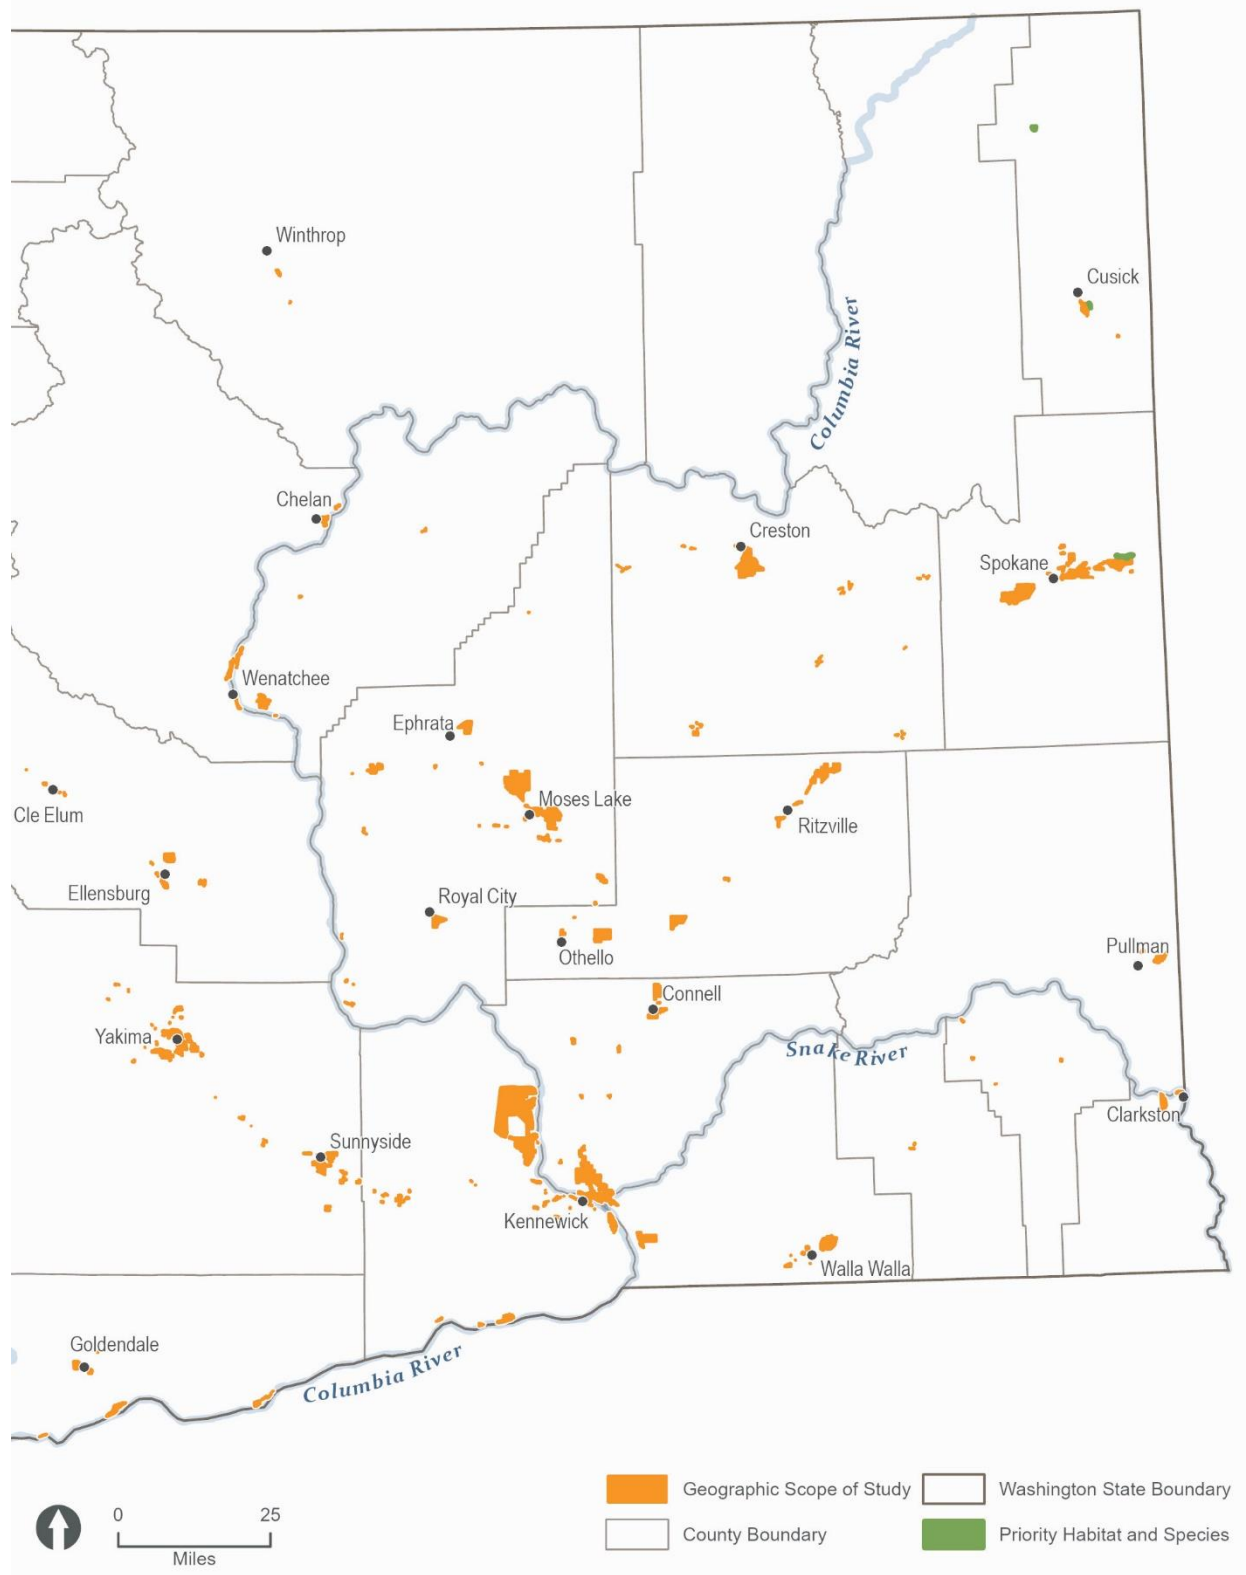 Winthrop
Cusick
Columbia River
Chelan
Creston
Spokane
Wenatchee
Ephrata
Moses Lake
Cle Elum
Ritzville
Ellensburg
Royal City
Othello
Pullman
Connell
Yakima
Snake River
Clarkston
Sunnyside
Kennewick
Walla Walla
Goldendale
Columbia River
0 25
Miles
Geographic Scope of Study
Washington State Boundary
County Boundary
Priority Habitat and Species